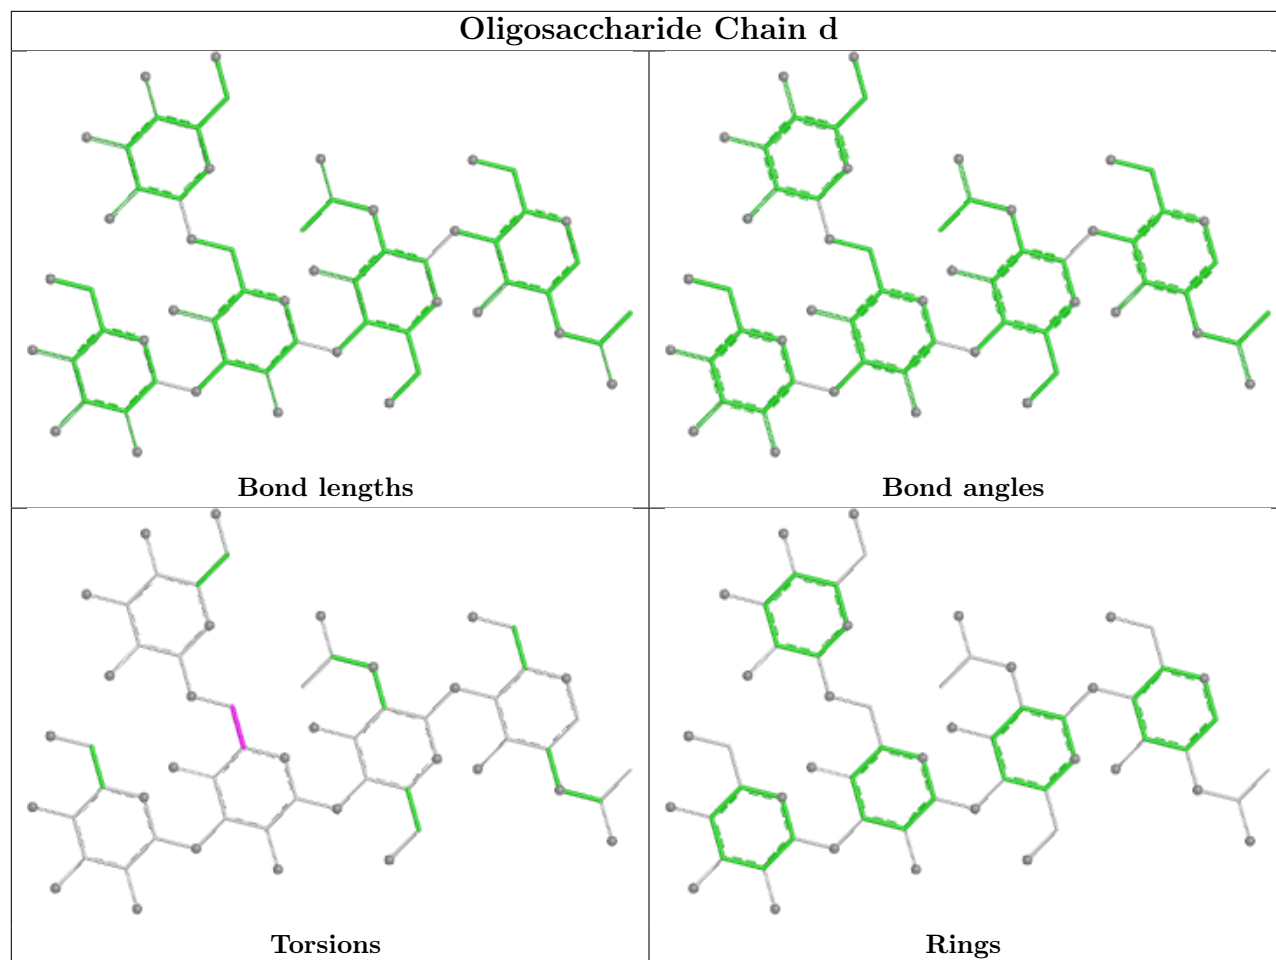 Oligosaccharide Chain d
Bond lengths
Bond angles
Torsions
Rings